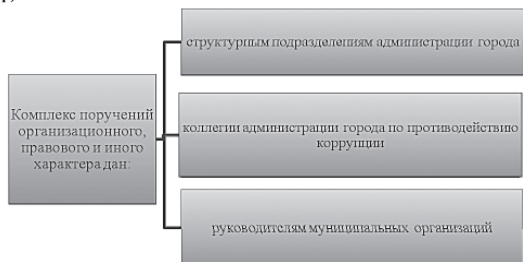 Комплекс поручений
организационного,
правового и иного
характера дан:
структурным подразделениям администрации города
коллегии администрации города по противодействию
коррупции
руководителям муниципальных организаций